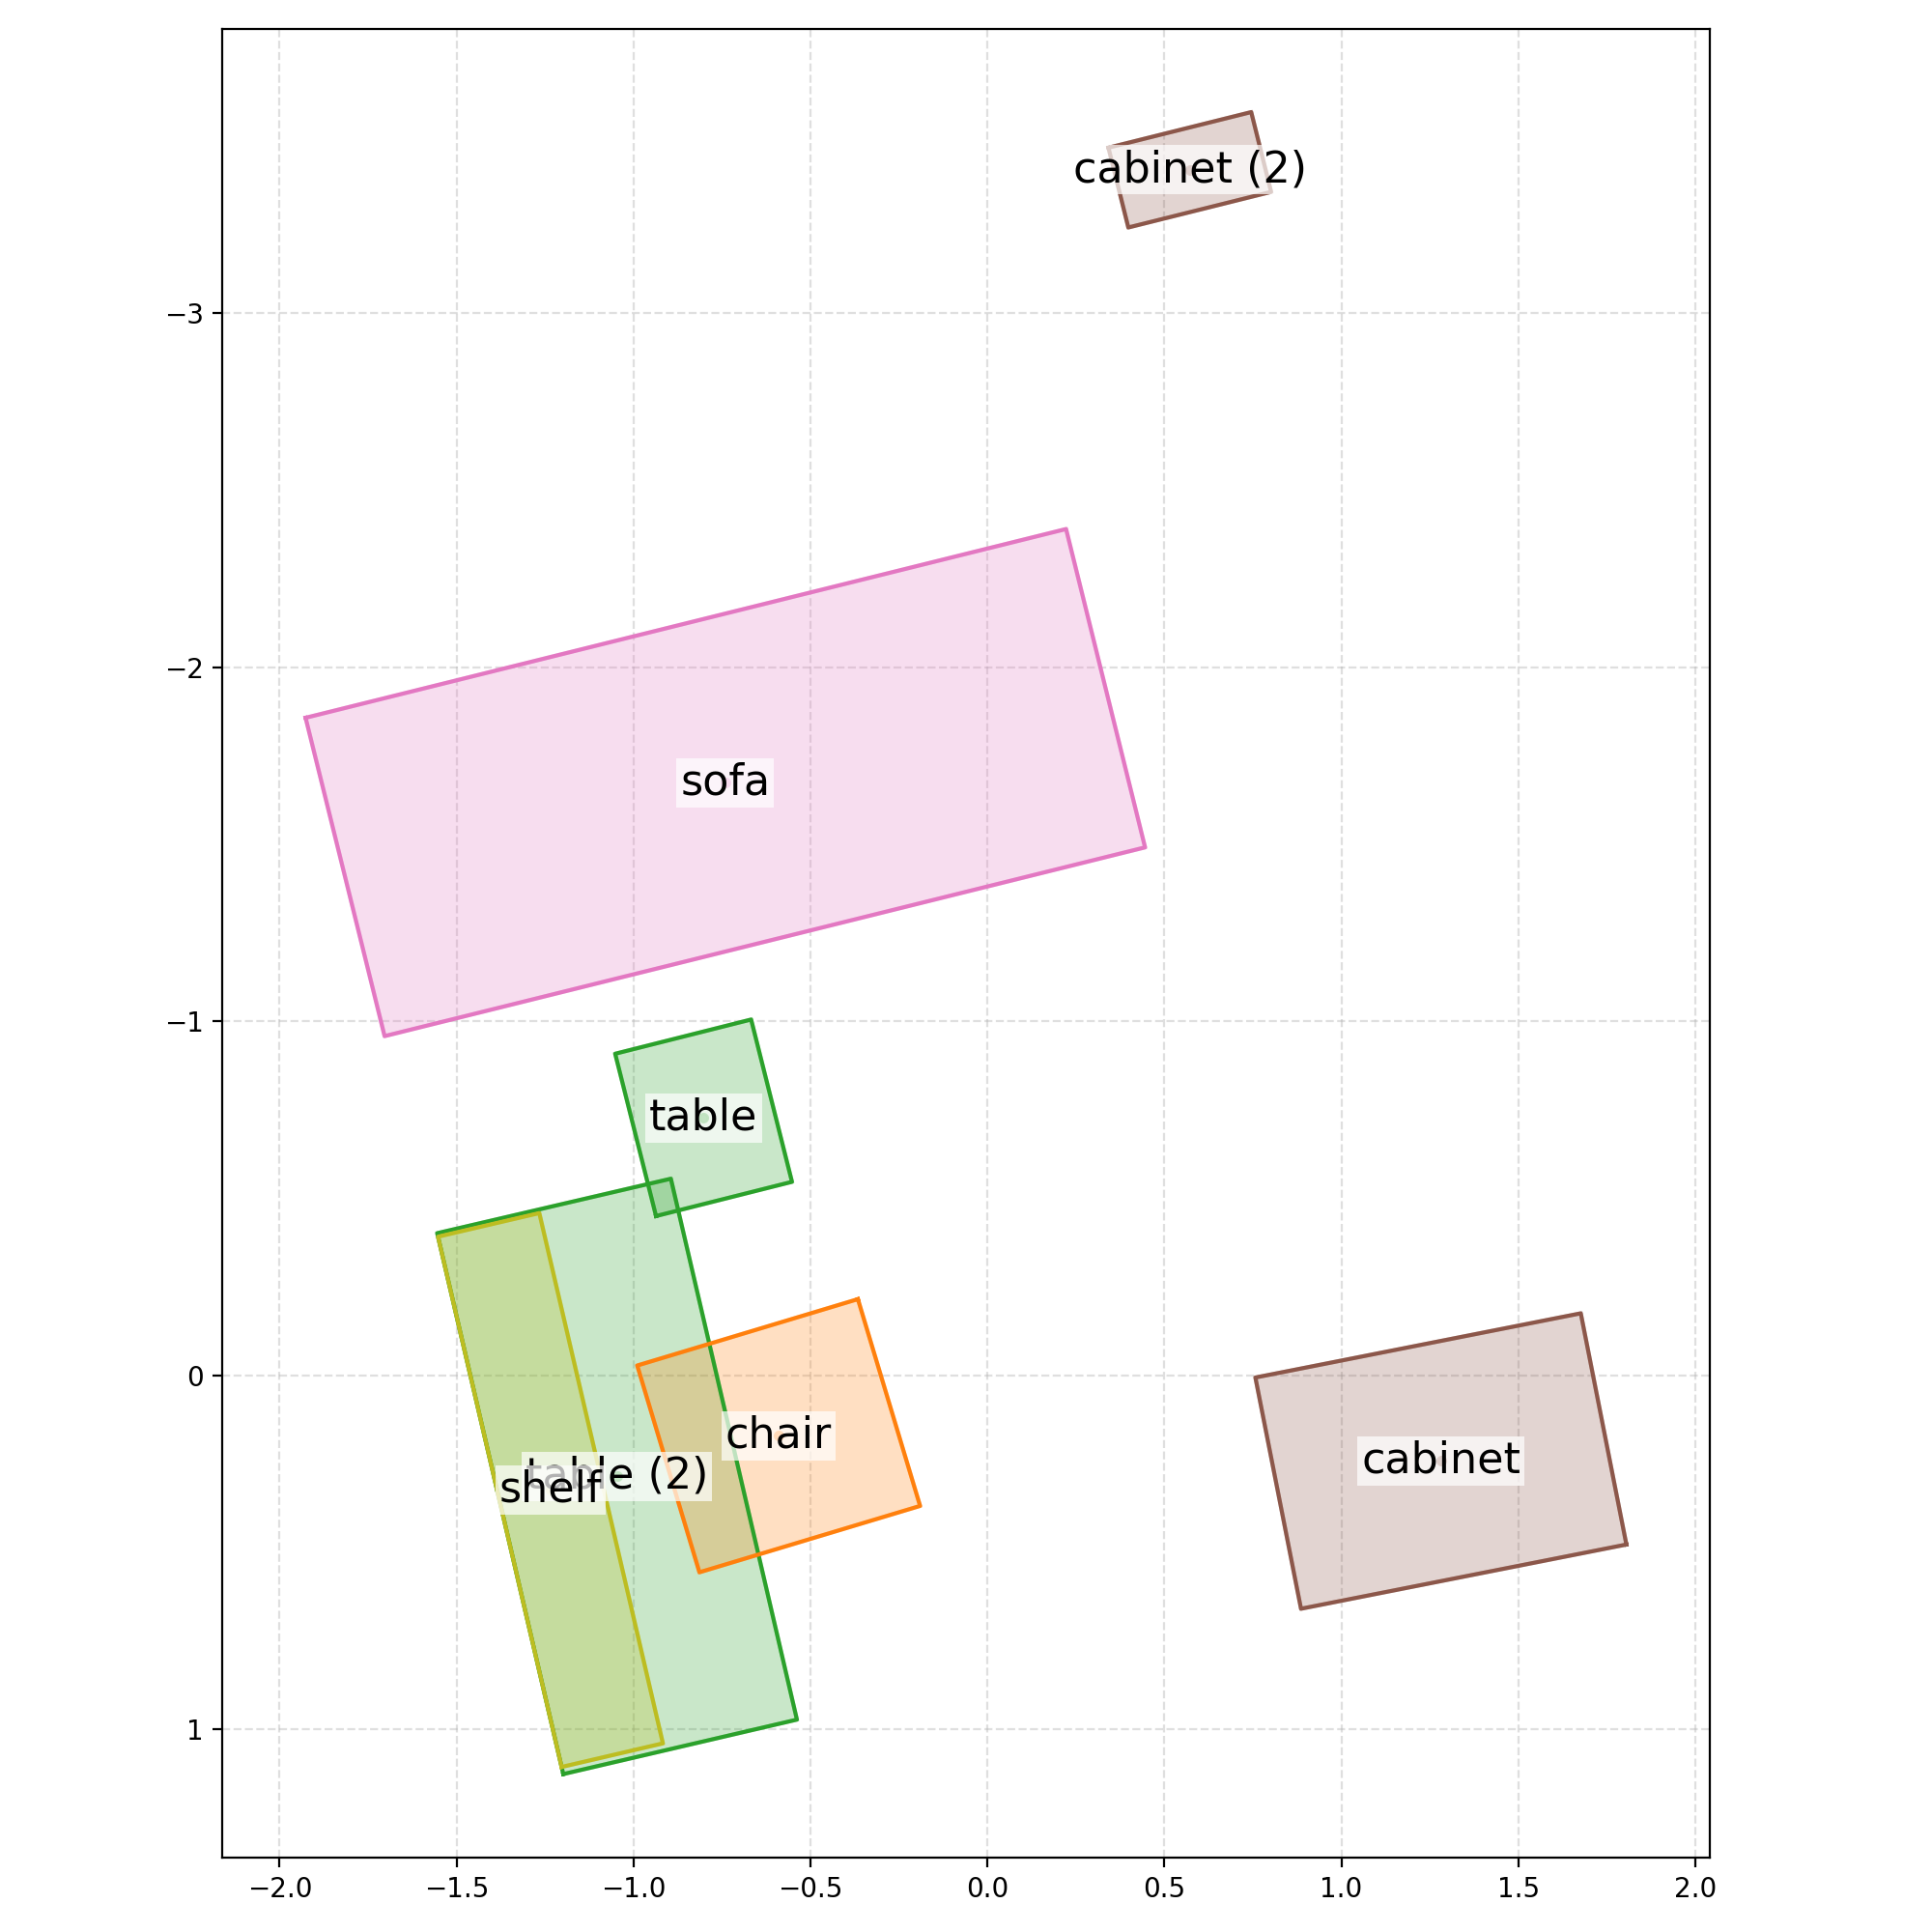 cabinet (2)
−3
−2
sofa
−1
table
0
chair
cabinet
table (2)
shelf
1
−2.0 −1.5 −1.0 −0.5 0.0 0.5 1.0 1.5 2.0